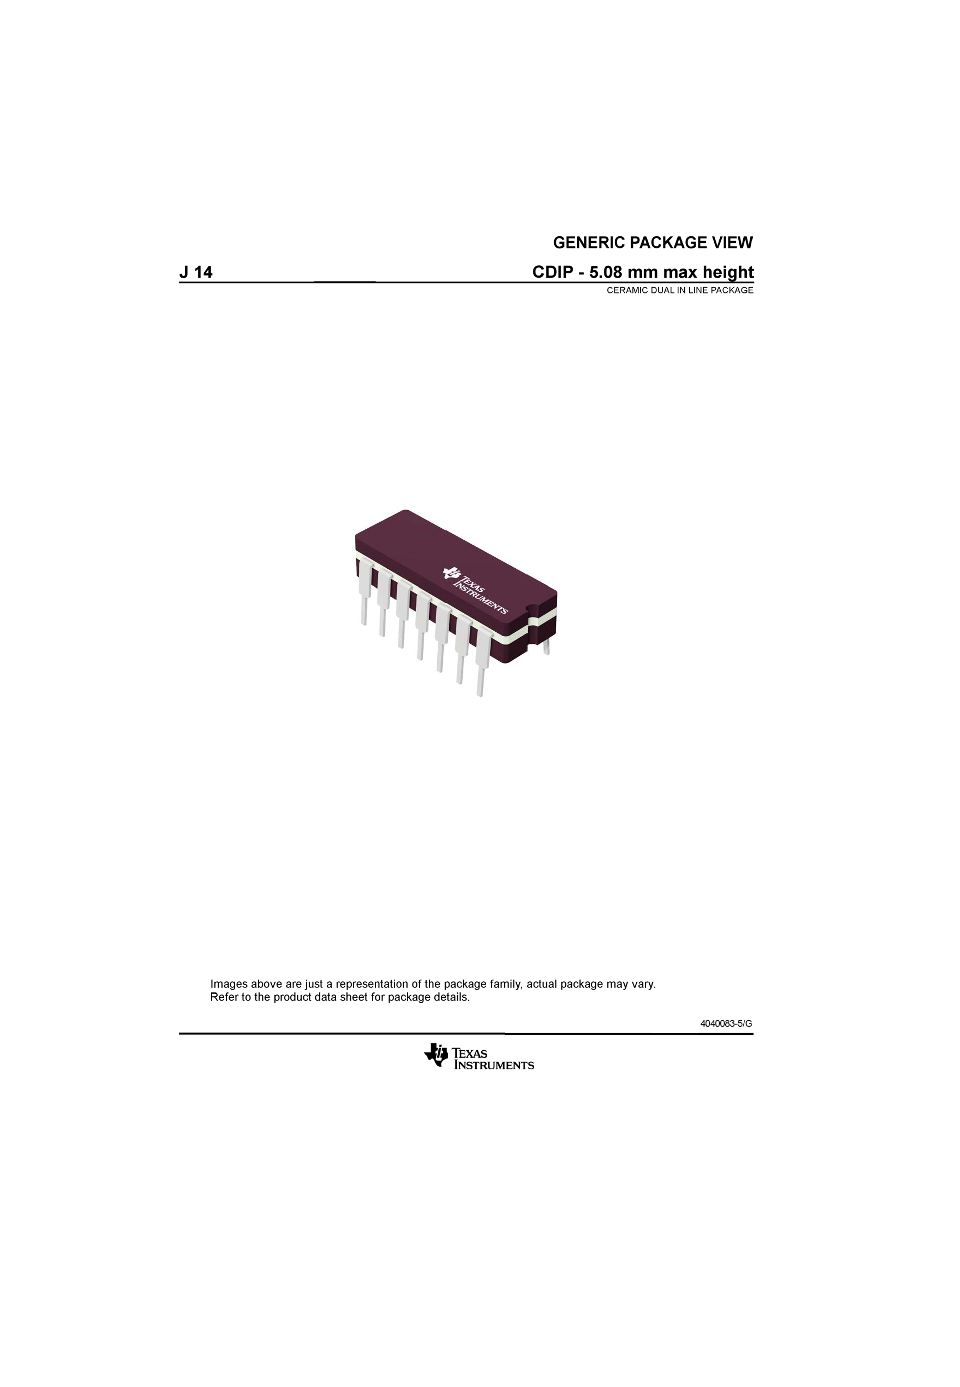 GENERIC PACKAGE VIEW
J 14
CDIP - 5.08 mm max height
CERAMIC DUAL IN LINE PACKAGE
TEXAS
INSTRUMENTS
Images above are just a representation of the package family, actual package may vary.
Refer to the product data sheet for package details.
4040083-5/G
TEXAS
INSTRUMENTS